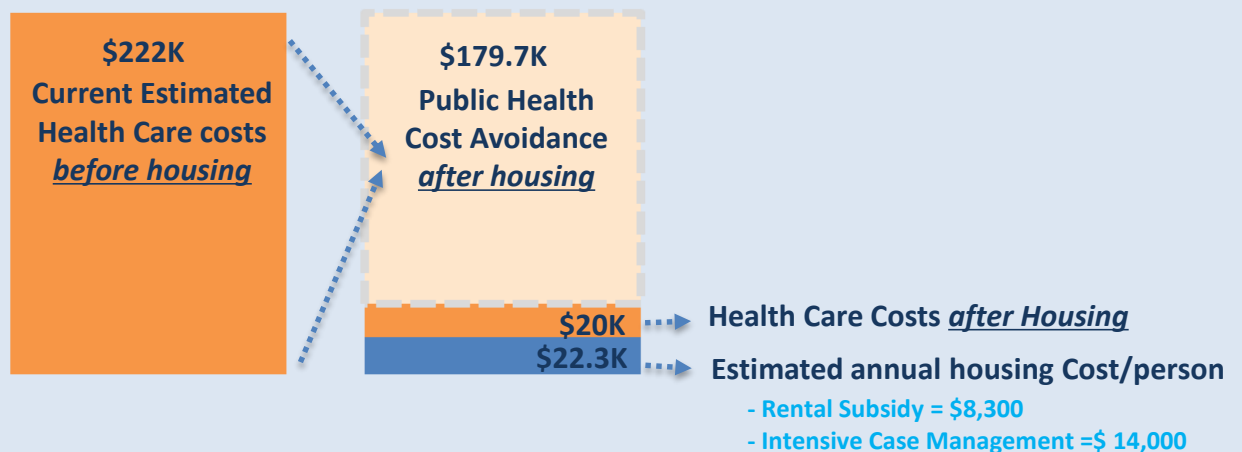 $222K
Current Estimated
Health Care costs
before housing
$179.7K
Public Health
Cost Avoidance
after housing
$20K
Health Care Costs after Housing
$22.3K
Estimated annual housing Cost/person
- Rental Subsidy = $8,300
- Intensive Case Management =$ 14,000